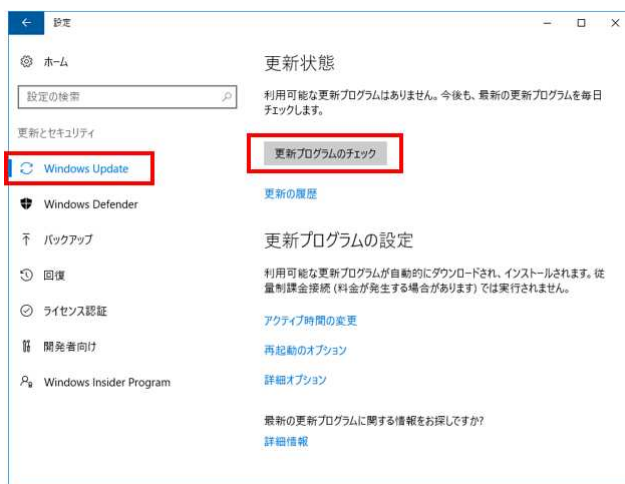 設定
ホーム
設定の検索
更新とセキュリティ
Windows Update
Windows Defender
バックアップ
回復
ライセンス認証
開発者向け
Windows Insider Program
更新状態
利用可能な更新プログラムはありません。今後も、最新の更新プログラムを毎日
チェックします。
更新プログラムのチェック
更新の履歴
更新プログラムの設定
利用可能な更新プログラムが自動的にダウンロードされ、インストールされます。従
量制課金接続 (料金が発生する場合があります) では実行されません。
アクティブ時間の変更
再起動のオプション
詳細オプション
最新の更新プログラムに関する情報をお探しですか?
詳細情報